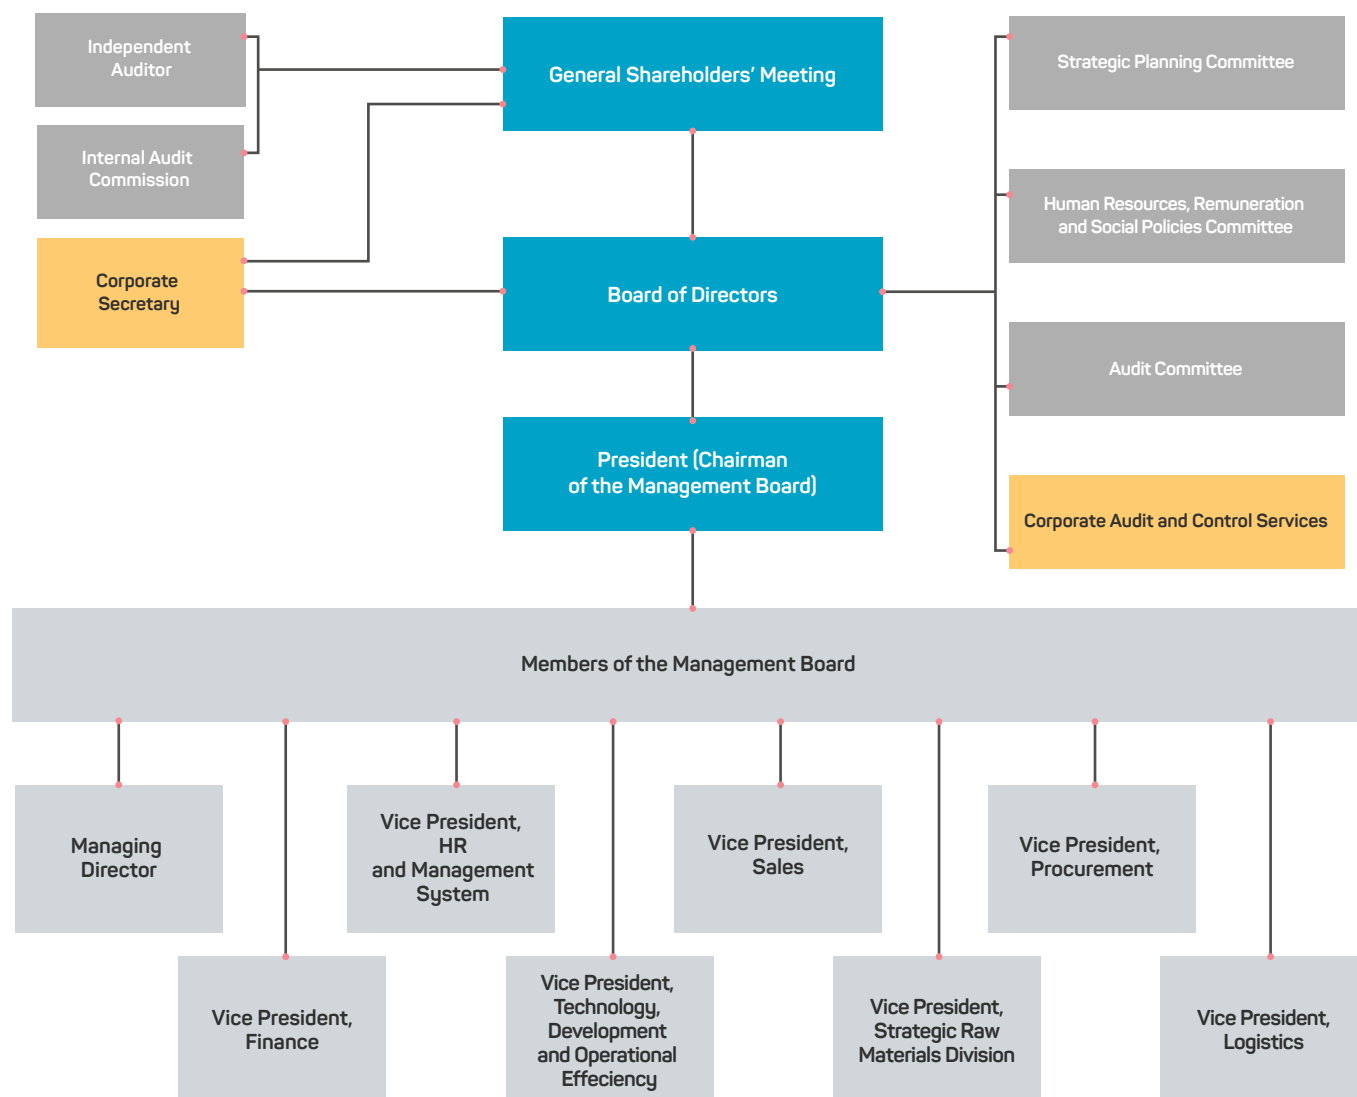 Independent
Auditor
General Shareholders’ Meeting
Strategic Planning Committee
Internal Audit
Commission
Human Resources, Remuneration
and Social Policies Committee
Corporate
Secretary
Board of Directors
Audit Committee
President (Chairman
of the Management Board)
Corporate Audit and Control Services
Members of the Management Board
Managing
Director
Vice President,
HR
and Management
System
Vice President,
Sales
Vice President,
Procurement
Vice President,
Finance
Vice President,
Technology,
Development
and Operational
Effeciency
Vice President,
Strategic Raw
Materials Division
Vice President,
Logistics